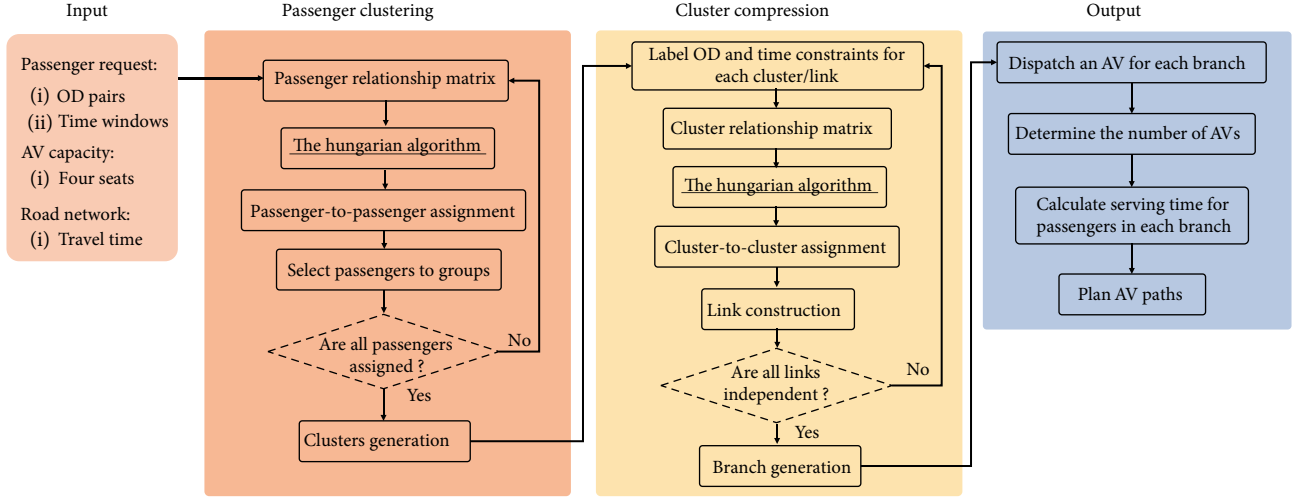 Input
Passenger request:
(i) OD pairs
(ii) Time windows
AV capacity:
(i) Four seats
Road network:
(i) Travel time
Passenger clustering
Passenger relationship matrix
The hungarian algorithm
Passenger-to-passenger assignment
Select passengers to groups
Are all passengers
assigned ?
No
Yes
Clusters generation
Cluster compression
Label OD and time constraints for
each cluster/link
Cluster relationship matrix
The hungarian algorithm
Cluster-to-cluster assignment
Link construction
Are all links
independent ?
No
Yes
Branch generation
Output
Dispatch an AV for each branch
Determine the number of AVs
Calculate serving time for
passengers in each branch
Plan AV paths